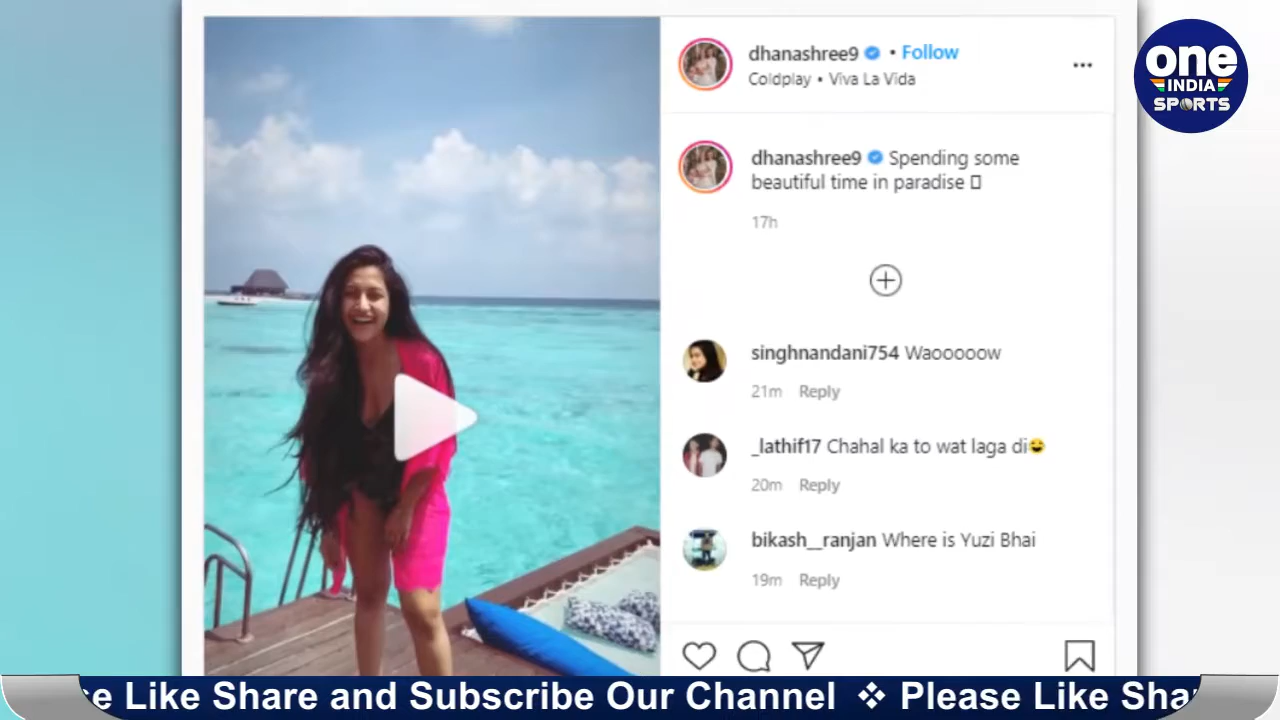 dhanashree9 • Follow
Coldplay • Viva La Vida
one
INDIA
SPORTS
dhanashree9 Spending some
beautiful time in paradise
17h
singhnandani754 Waooooow
21m Reply
_lathif17 Chahal ka to wat laga di😂
20m Reply
bikash__ranjan Where is Yuzi Bhai
19m Reply
Like Share and Subscribe Our Channel ❖ Please Like